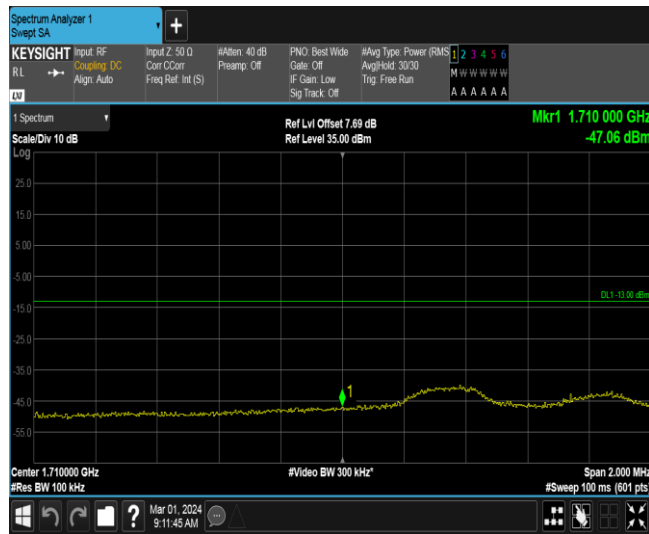 Spectrum Analyzer 1
Swept SA
+
KEYSIGHT Input: RF Input Z: 50 Ω #Atten: 40 dB PNO: Best Wide #Avg Type: Power (RMS 1 2 3 4 5 6
RL Coupling: DC Corr CCorr Preamp: Off Gate: Off Avg|Hold: 30/30 M W W W W W
Align: Auto Freq Ref: Int (S) IF Gain: Low Trig: Free Run
LXI Sig Track: Off A A A A A A
1 Spectrum Ref Lvl Offset 7.69 dB Mkr1 1.710 000 GHz
Scale/Div 10 dB Ref Level 35.00 dBm -47.06 dBm
Log
25.0
15.0
5.00
-5.00
DL1 -13.00 dBm
-15.0
-25.0
-35.0
1
-45.0
-55.0
Center 1.710000 GHz #Video BW 300 kHz* Span 2.000 MHz
#Res BW 100 kHz #Sweep 100 ms (601 pts
? Mar 01, 2024
9:11:45 AM